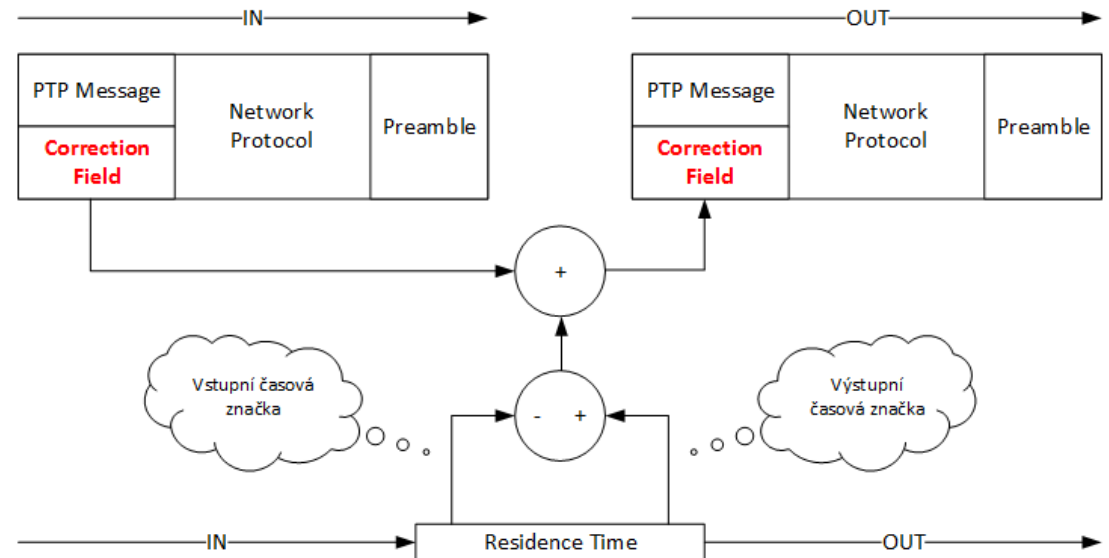 IN
OUT
PTP Message
Correction
Field
Network
Protocol
Preamble
PTP Message
Correction
Field
Network
Protocol
Preamble
+
Vstupní časová
značka
- +
Výstupní
časová značka
IN
Residence Time
OUT